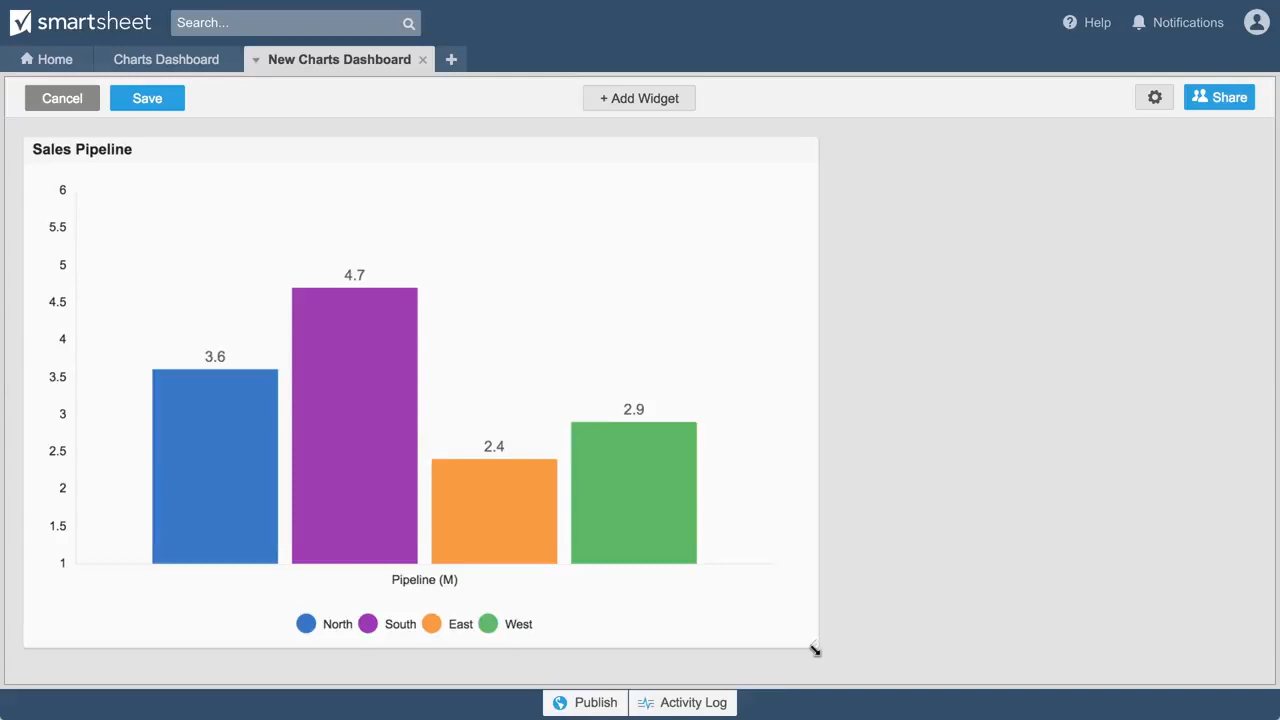 smartsheet
Search...
Help
Notifications
Home
Charts Dashboard
New Charts Dashboard
Cancel
Save
+ Add Widget
Share
Sales Pipeline
6
5.5
5
4.5
4
3.5
3
2.5
2
1.5
1
3.6
4.7
2.4
2.9
Pipeline (M)
North South East West
Publish
Activity Log